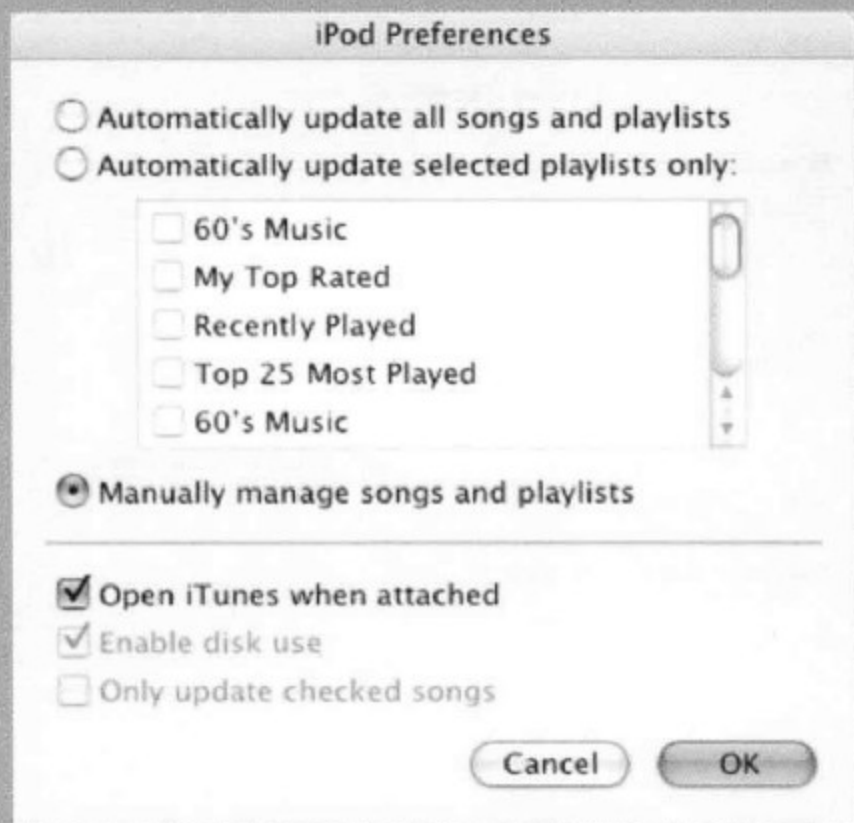 iPod Preferences
Automatically update all songs and playlists
Automatically update selected playlists only:
60's Music
My Top Rated
Recently Played
Top 25 Most Played
60's Music
Manually manage songs and playlists
Open iTunes when attached
Enable disk use
Only update checked songs
Cancel OK